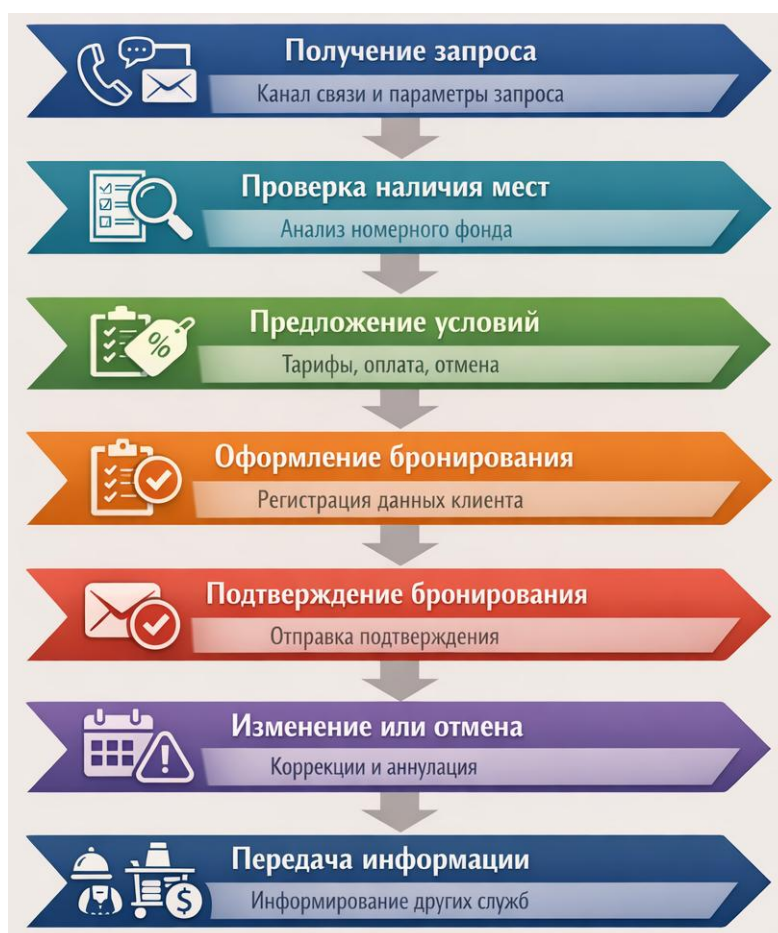 Получение запроса
Канал связи и параметры запроса
Проверка наличия мест
Анализ номерного фонда
Предложение условий
%
Тарифы, оплата, отмена
Оформление бронирования
Регистрация данных клиента
Подтверждение бронирования
Отправка подтверждения
Изменение или отмена
Коррекции и аннулация
Передача информации
$
Информирование других служб